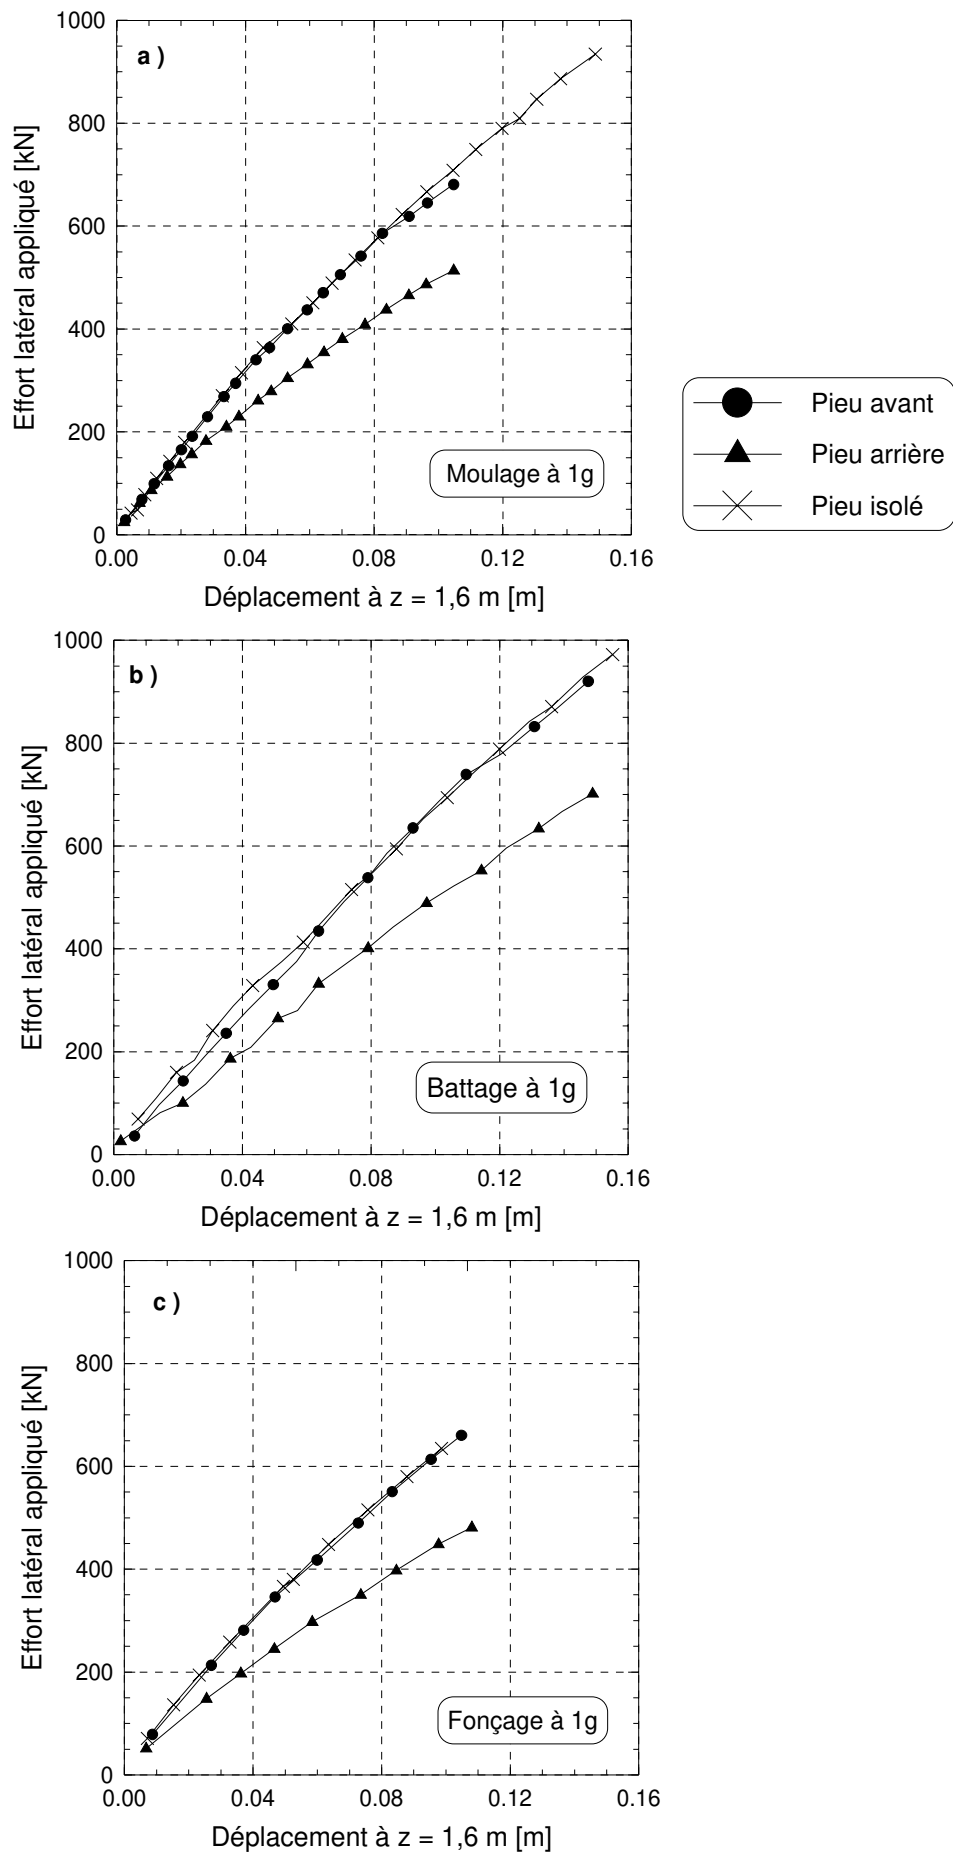 1000
a )
800
600
400
200
0
Effort latéral appliqué [kN]
Moulage à 1g
0.00 0.04 0.08 0.12 0.16
Déplacement à z = 1,6 m [m]
Pieu avant
Pieu arrière
Pieu isolé
1000
b )
800
600
400
200
0
Effort latéral appliqué [kN]
Battage à 1g
0.00 0.04 0.08 0.12 0.16
Déplacement à z = 1,6 m [m]
1000
c )
800
600
400
200
0
Effort latéral appliqué [kN]
Fonçage à 1g
0.00 0.04 0.08 0.12 0.16
Déplacement à z = 1,6 m [m]